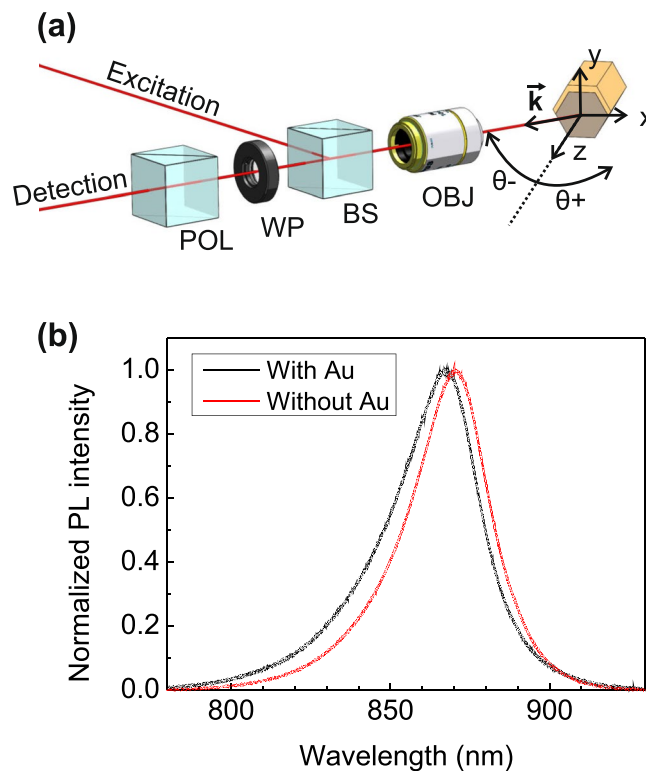 (a)
Excitation
Detection
POL
WP
BS
OBJ
k
y
x
z
θ-
θ+
(b)
With Au
Without Au
Normalized PL intensity
1.0
0.8
0.6
0.4
0.2
0.0
800 850 900
Wavelength (nm)